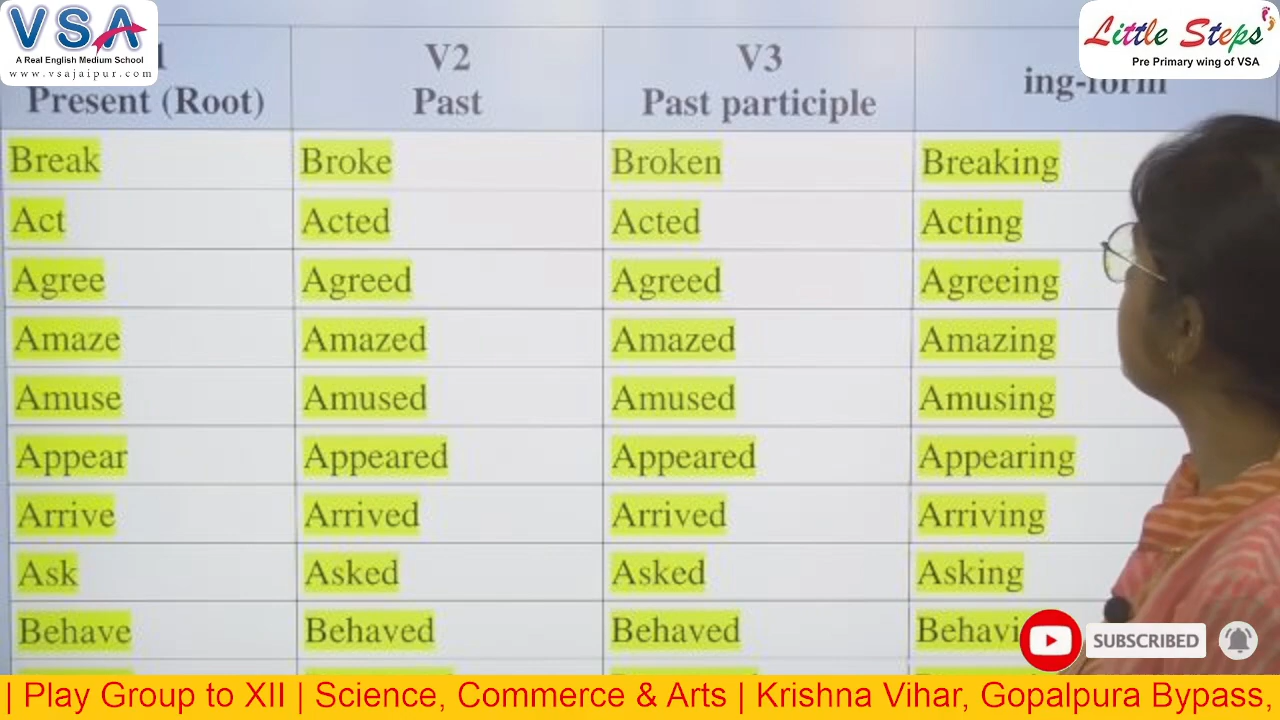 VSA
A Real English Medium School
www.vsajaipur.com
Little Steps
Pre Primary wing of VSA
V2
V3
ing-form
Present (Root)
Past
Past participle
Break Broke Broken Breaking
Act Acted Acted Acting
Agree Agreed Agreed Agreeing
Amaze Amazed Amazed Amazing
Amuse Amused Amused Amusing
Appear Appeared Appeared Appearing
Arrive Arrived Arrived Arriving
Ask Asked Asked Asking
Behave Behaved Behaved Behavi
SUBSCRIBED
| Play Group to XII | Science, Commerce & Arts | Krishna Vihar, Gopalpura Bypass,